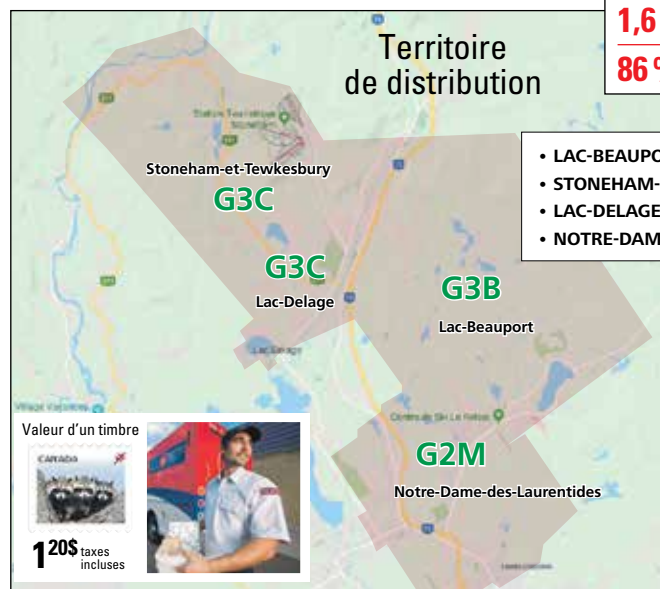 Territoire
de distribution
1,6
86
• LAC-BEAUPO
• STONEHAM-
• LAC-DELAGE
• NOTRE-DAM
Stoneham-et-Tewkesbury
G3C
G3C
Lac-Delage
G3B
Lac-Beauport
G2M
Notre-Dame-des-Laurentides
Valeur d'un timbre
CANADA
1 20$ taxes
incluses